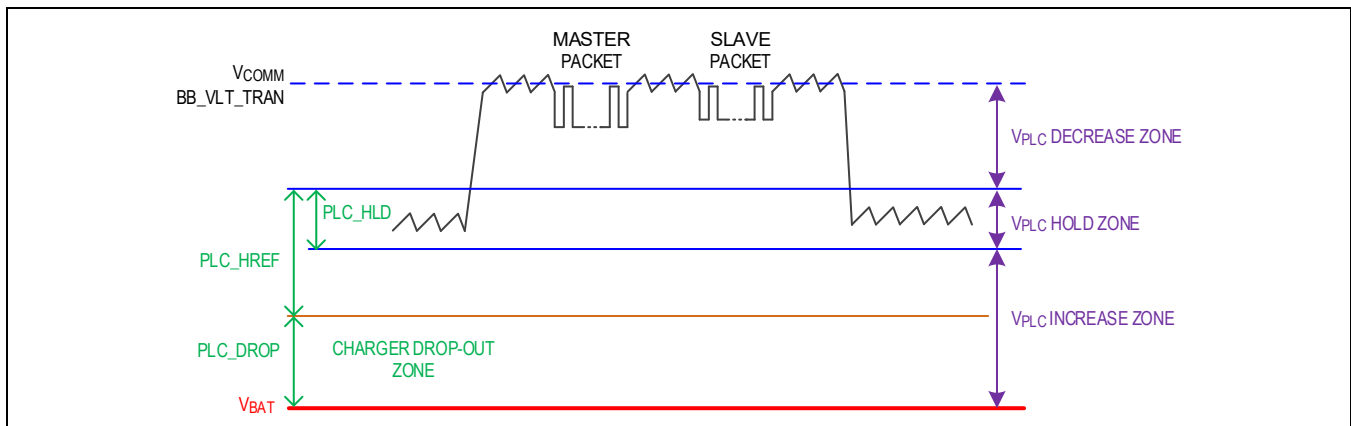 MASTER
PACKET
SLAVE
PACKET
VCOMM
BB_VLT_TRAN
VPLC DECREASE ZONE
PLC_HLD
VPLC HOLD ZONE
PLC_HREF
VPLC INCREASE ZONE
PLC_DROP
CHARGER DROP-OUT
ZONE
VBAT